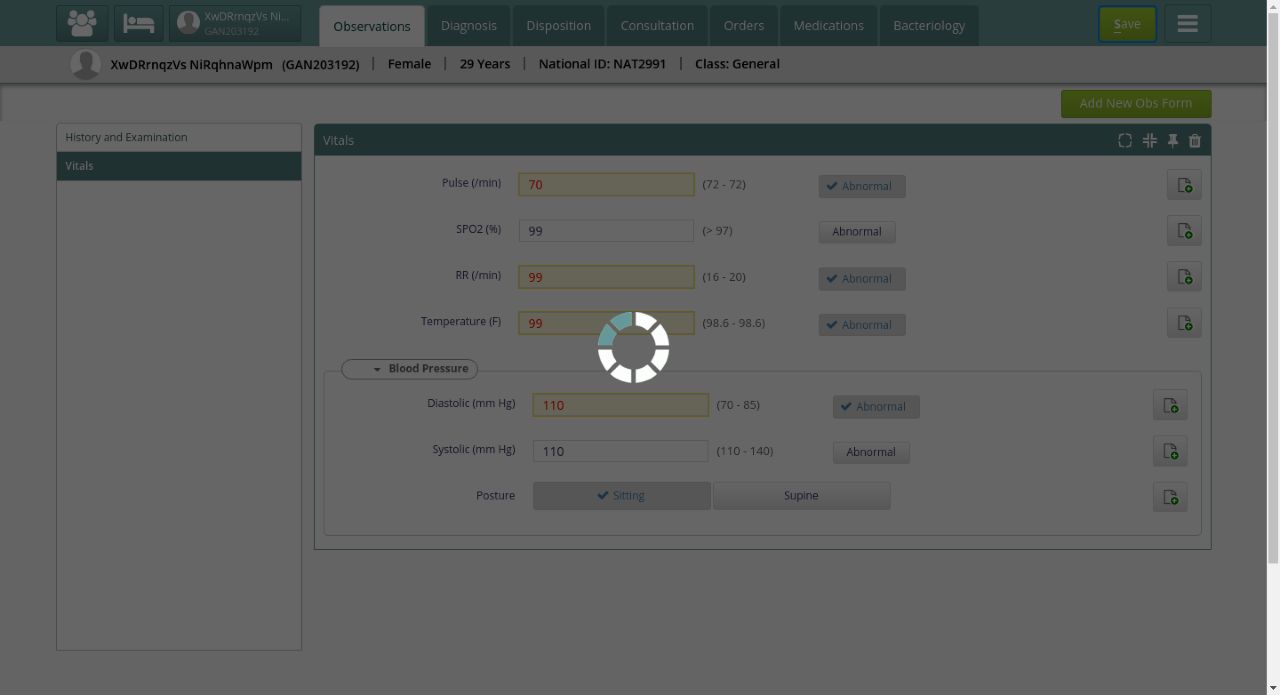 XwDRrnqzVs Ni...
GAN203192
Observations
Diagnosis
Disposition
Consultation
Orders
Medications
Bacteriology
Save
XwDRrnqzVs NiRqhnaWpm (GAN203192) | Female | 29 Years | National ID: NAT2991 | Class: General
Add New Obs Form
History and Examination
Vitals
Vitals
Pulse (/min) 70 (72 - 72) Abnormal
SPO2 (%) 99 (> 97) Abnormal
RR (/min) 99 (16 - 20) Abnormal
Temperature (F) 99 (98.6 - 98.6) Abnormal
Blood Pressure
Diastolic (mm Hg) 110 (70 - 85) Abnormal
Systolic (mm Hg) 110 (110 - 140) Abnormal
Posture Sitting Supine